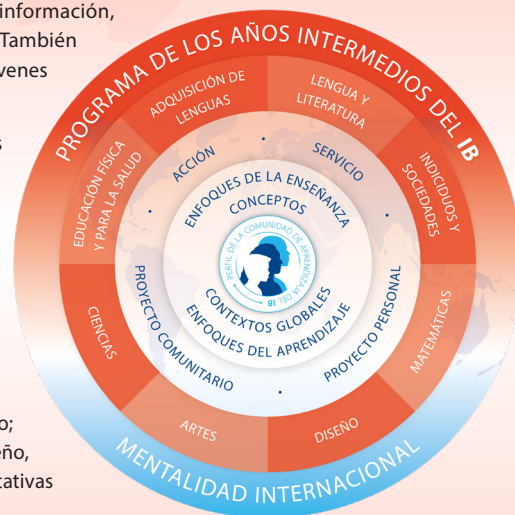 información,
También
venes
s
PROGRAMA DE LOS AÑOS INTERMEDIOS DEL IB
ADQUISICIÓN DE
LENGUAS
LENGUA Y
LITERATURA
EDUCACIÓN FÍSICA
Y PARA LA SALUD
INDIVIDUOS Y
SOCIEDADES
CIENCIAS
MATEMÁTICAS
ARTES
DISEÑO
ACCIÓN
SERVICIO
PROYECTO COMUNITARIO
PROYECTO PERSONAL
ENFOQUES DE LA ENSEÑANZA
CONCEPTOS
PERFIL DE LA COMUNIDAD DE APRENDIZAJE DEL IB
CONTEXTOS GLOBALES
ENFOQUES DEL APRENDIZAJE
MENTALIDAD INTERNACIONAL
o;
eño,
tativas